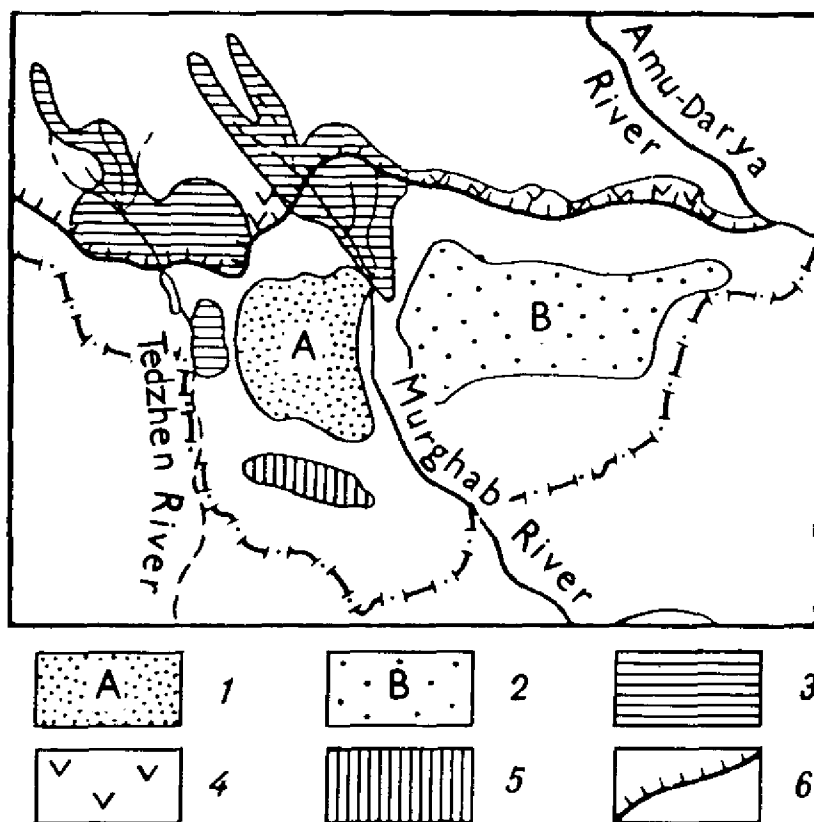 Amu-Darya
River
A
B
Tedzhen River
Murghab
River
A 1
B 2
3
4
5
6